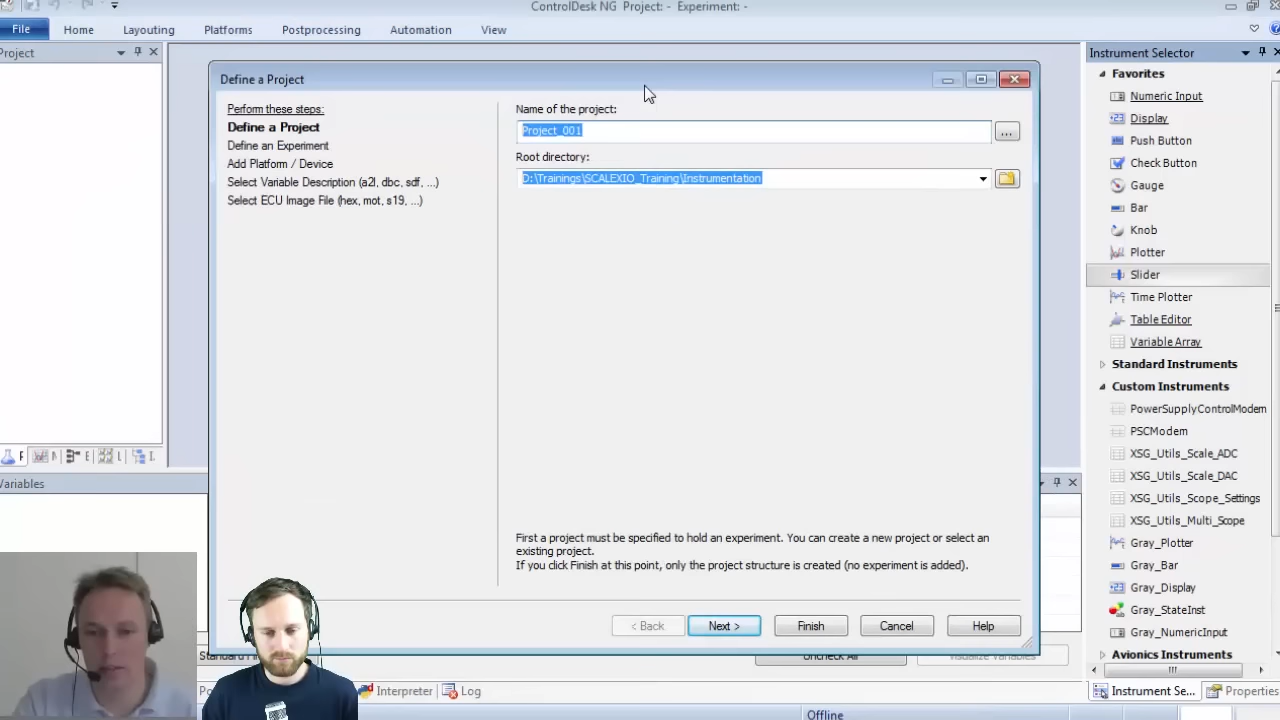 ControlDesk NG Project: - Experiment: -
File
Home
Layouting
Platforms
Postprocessing
Automation
View
Project
Define a Project
Perform these steps:
Define a Project
Define an Experiment
Add Platform / Device
Select Variable Description (a2l, dbc, sdf, ...)
Select ECU Image File (hex, mot, s19, ...)
Name of the project:
Project_001
...
Root directory:
D:\Trainings\SCALEXIO_Training\Instrumentation
First a project must be specified to hold an experiment. You can create a new project or select an
existing project.
If you click Finish at this point, only the project structure is created (no experiment is added).
< Back
Next >
Finish
Cancel
Help
Instrument Selector
Favorites
Numeric Input
Display
Push Button
Check Button
Gauge
Bar
Knob
Plotter
Slider
Time Plotter
Table Editor
Variable Array
Standard Instruments
Custom Instruments
PowerSupplyControlModem
PSCModem
XSG_Utils_Scale_ADC
XSG_Utils_Scale_DAC
XSG_Utils_Scope_Settings
XSG_Utils_Multi_Scope
Gray_Plotter
Gray_Bar
Gray_Display
Gray_StateInst
Gray_NumericInput
Avionics Instruments
Instrument Se...
Properties
Variables
Uncheck All
Visualize Variables
Interpreter
Log
Offline